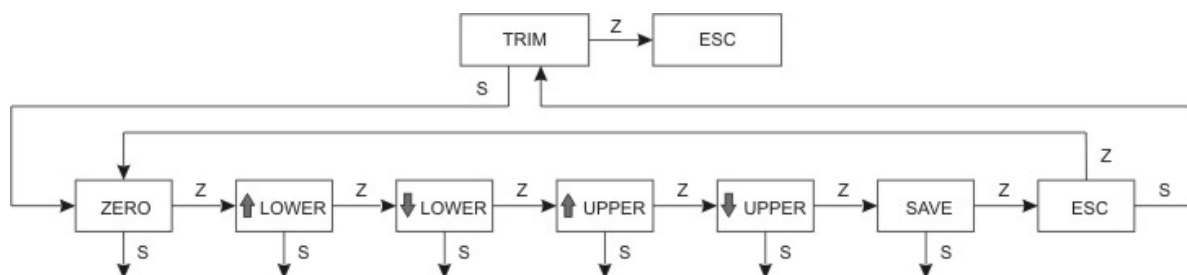 TRIM Z ESC
S
Z
ZERO Z LOWER Z LOWER Z UPPER Z UPPER Z SAVE Z ESC S
S S S S S S